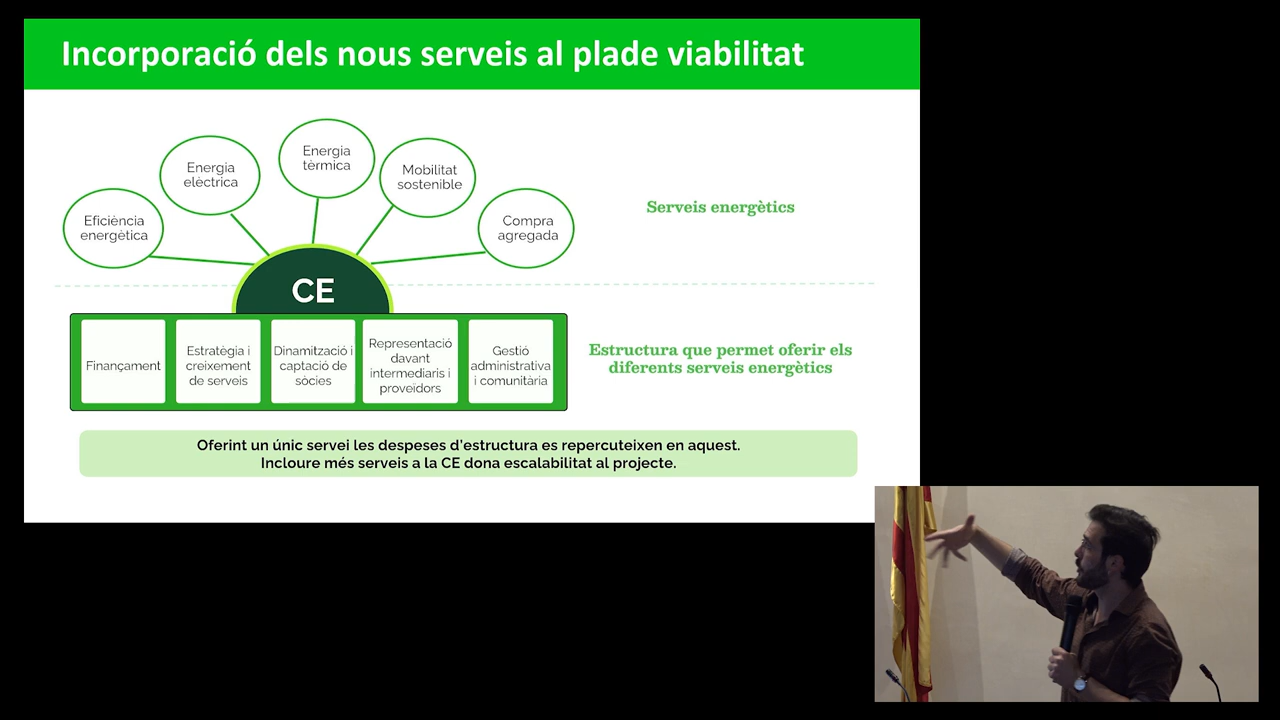 Incorporació dels nous serveis al plade viabilitat
Eficiència
energètica
Energia
elèctrica
Energia
tèrmica
Mobilitat
sostenible
Compra
agregada
Serveis energètics
CE
Finançament
Estratègia i
creixement
de serveis
Dinamització i
captació de
sòcies
Representació
davant
intermediaris i
proveïdors
Gestió
administrativa
i comunitària
Estructura que permet oferir els
diferents serveis energètics
Oferint un únic servei les despeses d'estructura es repercuteixen en aquest.
Incloure més serveis a la CE dona escalabilitat al projecte.